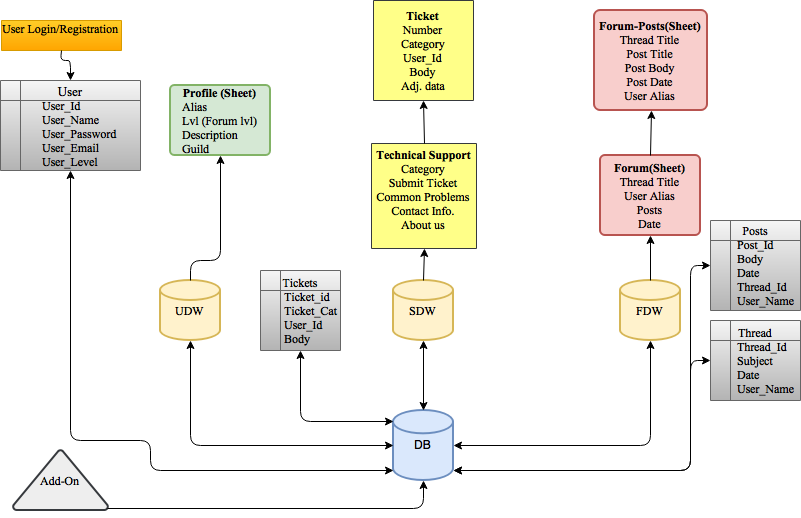 User Login/Registration
User
User_Id
User_Name
User_Password
User_Email
User_Level
Profile (Sheet)
Alias
Lvl (Forum lvl)
Description
Guild
Ticket
Number
Category
User_Id
Body
Adj. data
Technical Support
Category
Submit Ticket
Common Problems
Contact Info.
About us
Forum-Posts(Sheet)
Thread Title
Post Title
Post Body
Post Date
User Alias
Forum(Sheet)
Thread Title
User Alias
Posts
Date
Posts
Post_Id
Body
Date
Thread_Id
User_Name
Thread
Thread_Id
Subject
Date
User_Name
UDW
Tickets
Ticket_id
Ticket_Cat
User_Id
Body
SDW
FDW
DB
Add-On